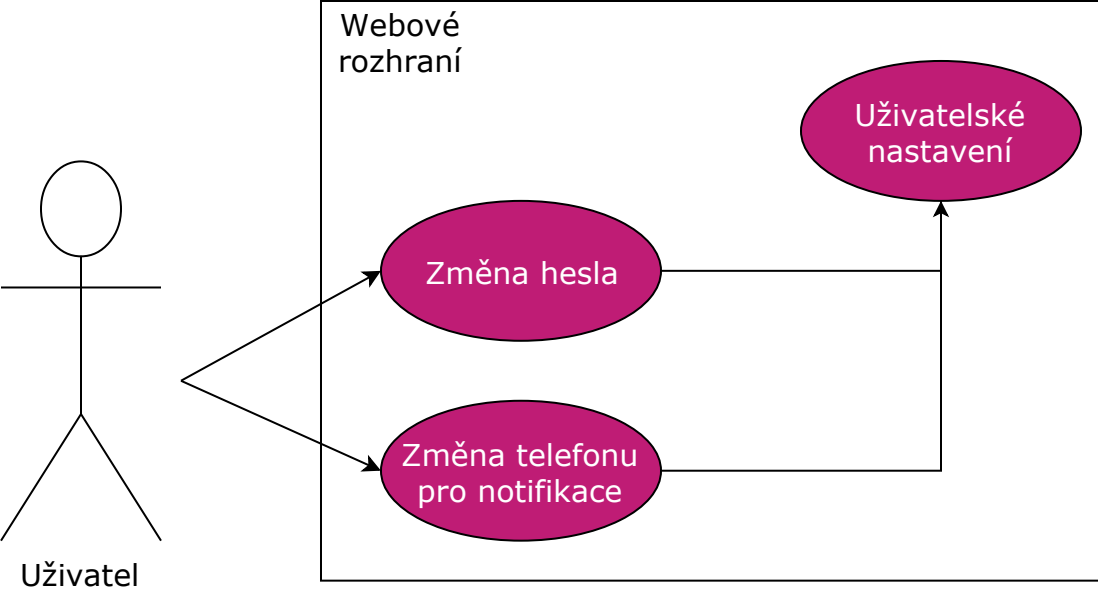 Webové
rozhraní
Uživatelské
nastavení
Změna hesla
Změna telefonu
pro notifikace
Uživatel